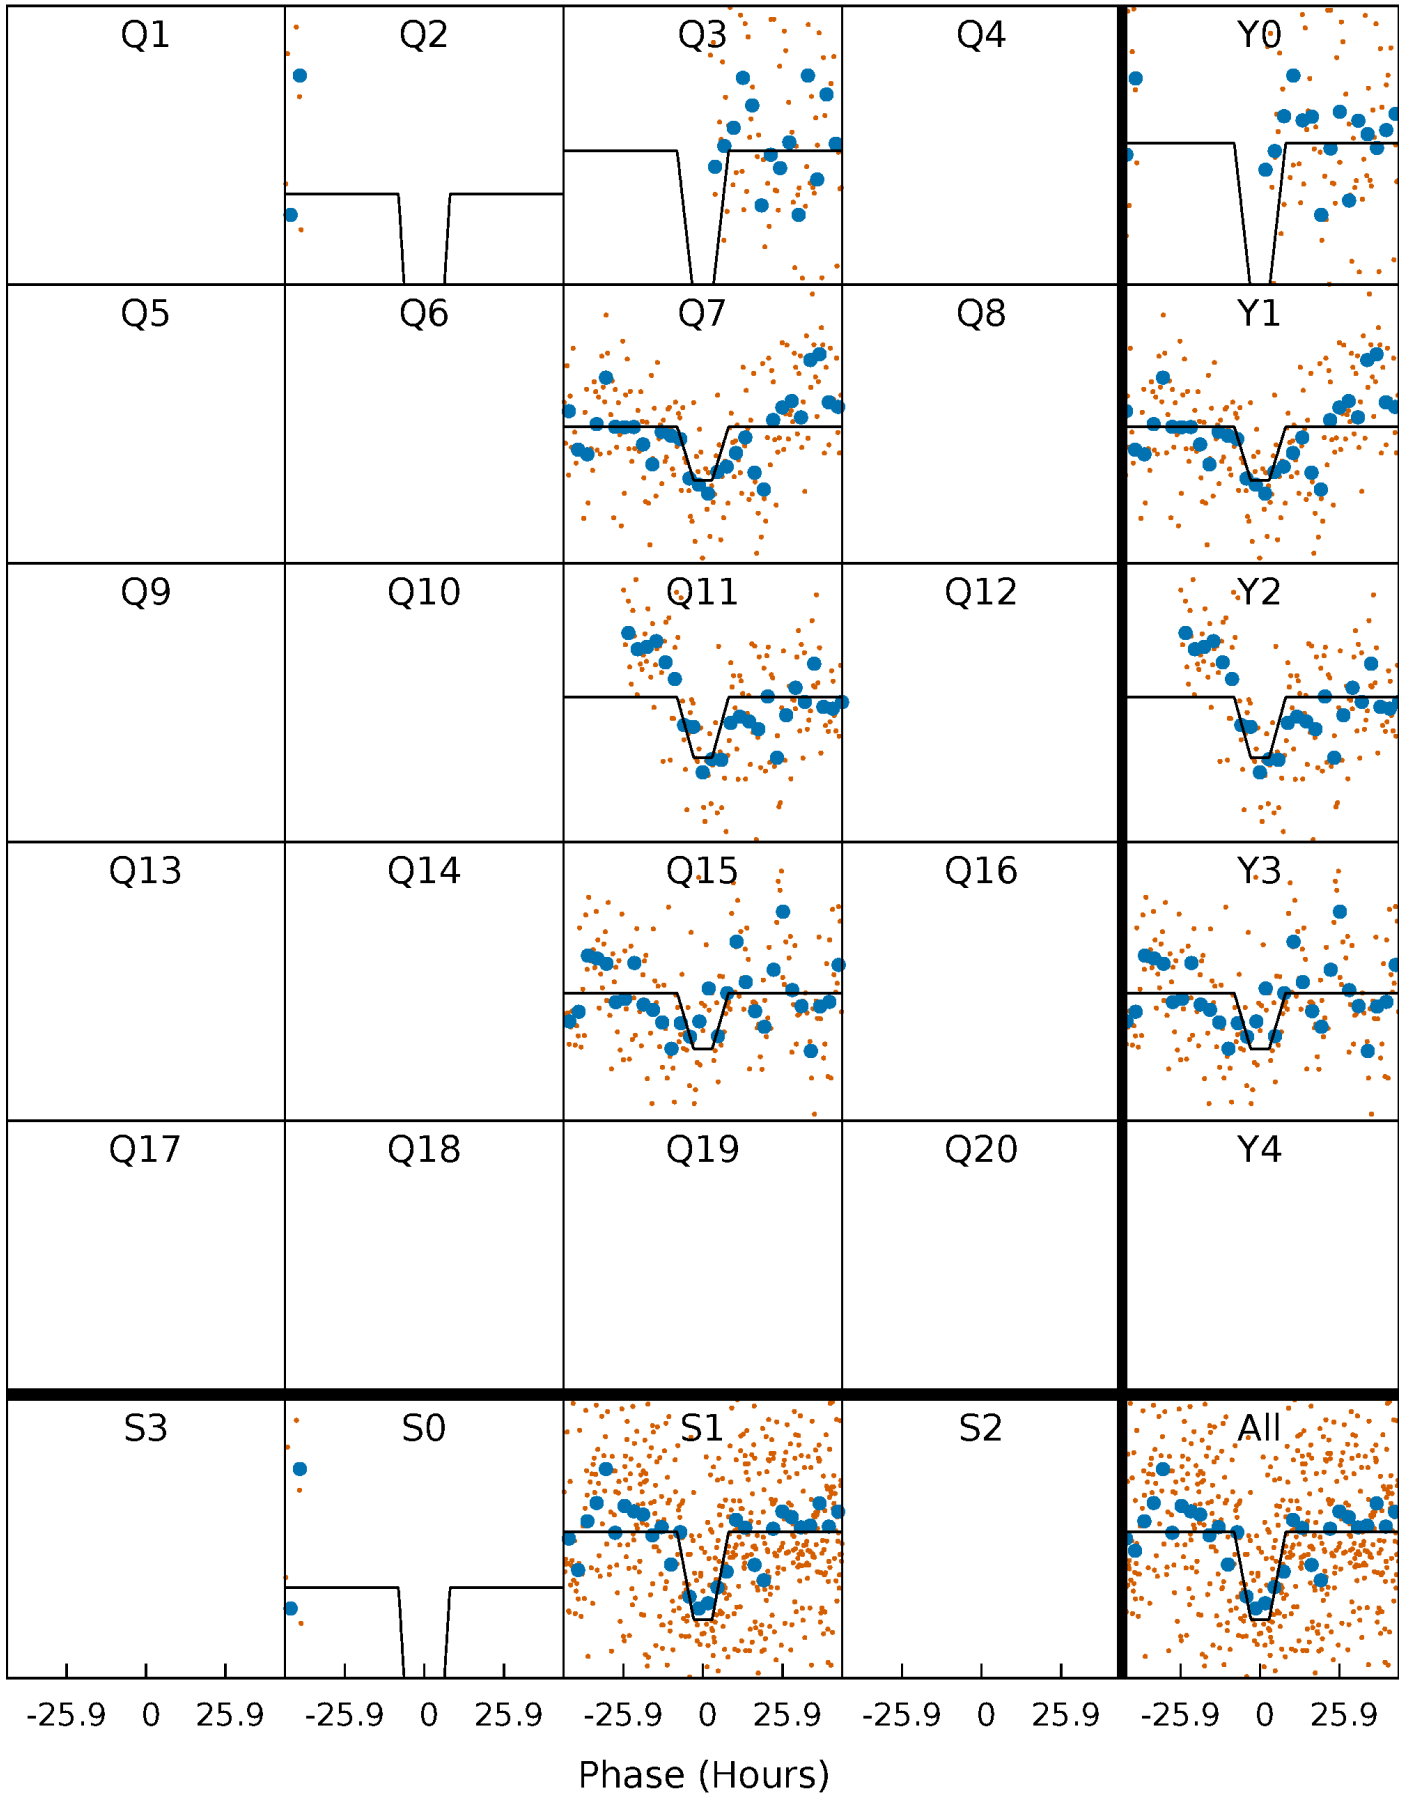 Q1 Q2 Q3 Q4 Y0
Q5 Q6 Q7 Q8 Y1
Q9 Q10 Q11 Q12 Y2
Q13 Q14 Q15 Q16 Y3
Q17 Q18 Q19 Q20 Y4
S3 S0 S1 S2 All
-25.9 0 25.9 -25.9 0 25.9 -25.9 0 25.9 -25.9 0 25.9 -25.9 0 25.9
Phase (Hours)